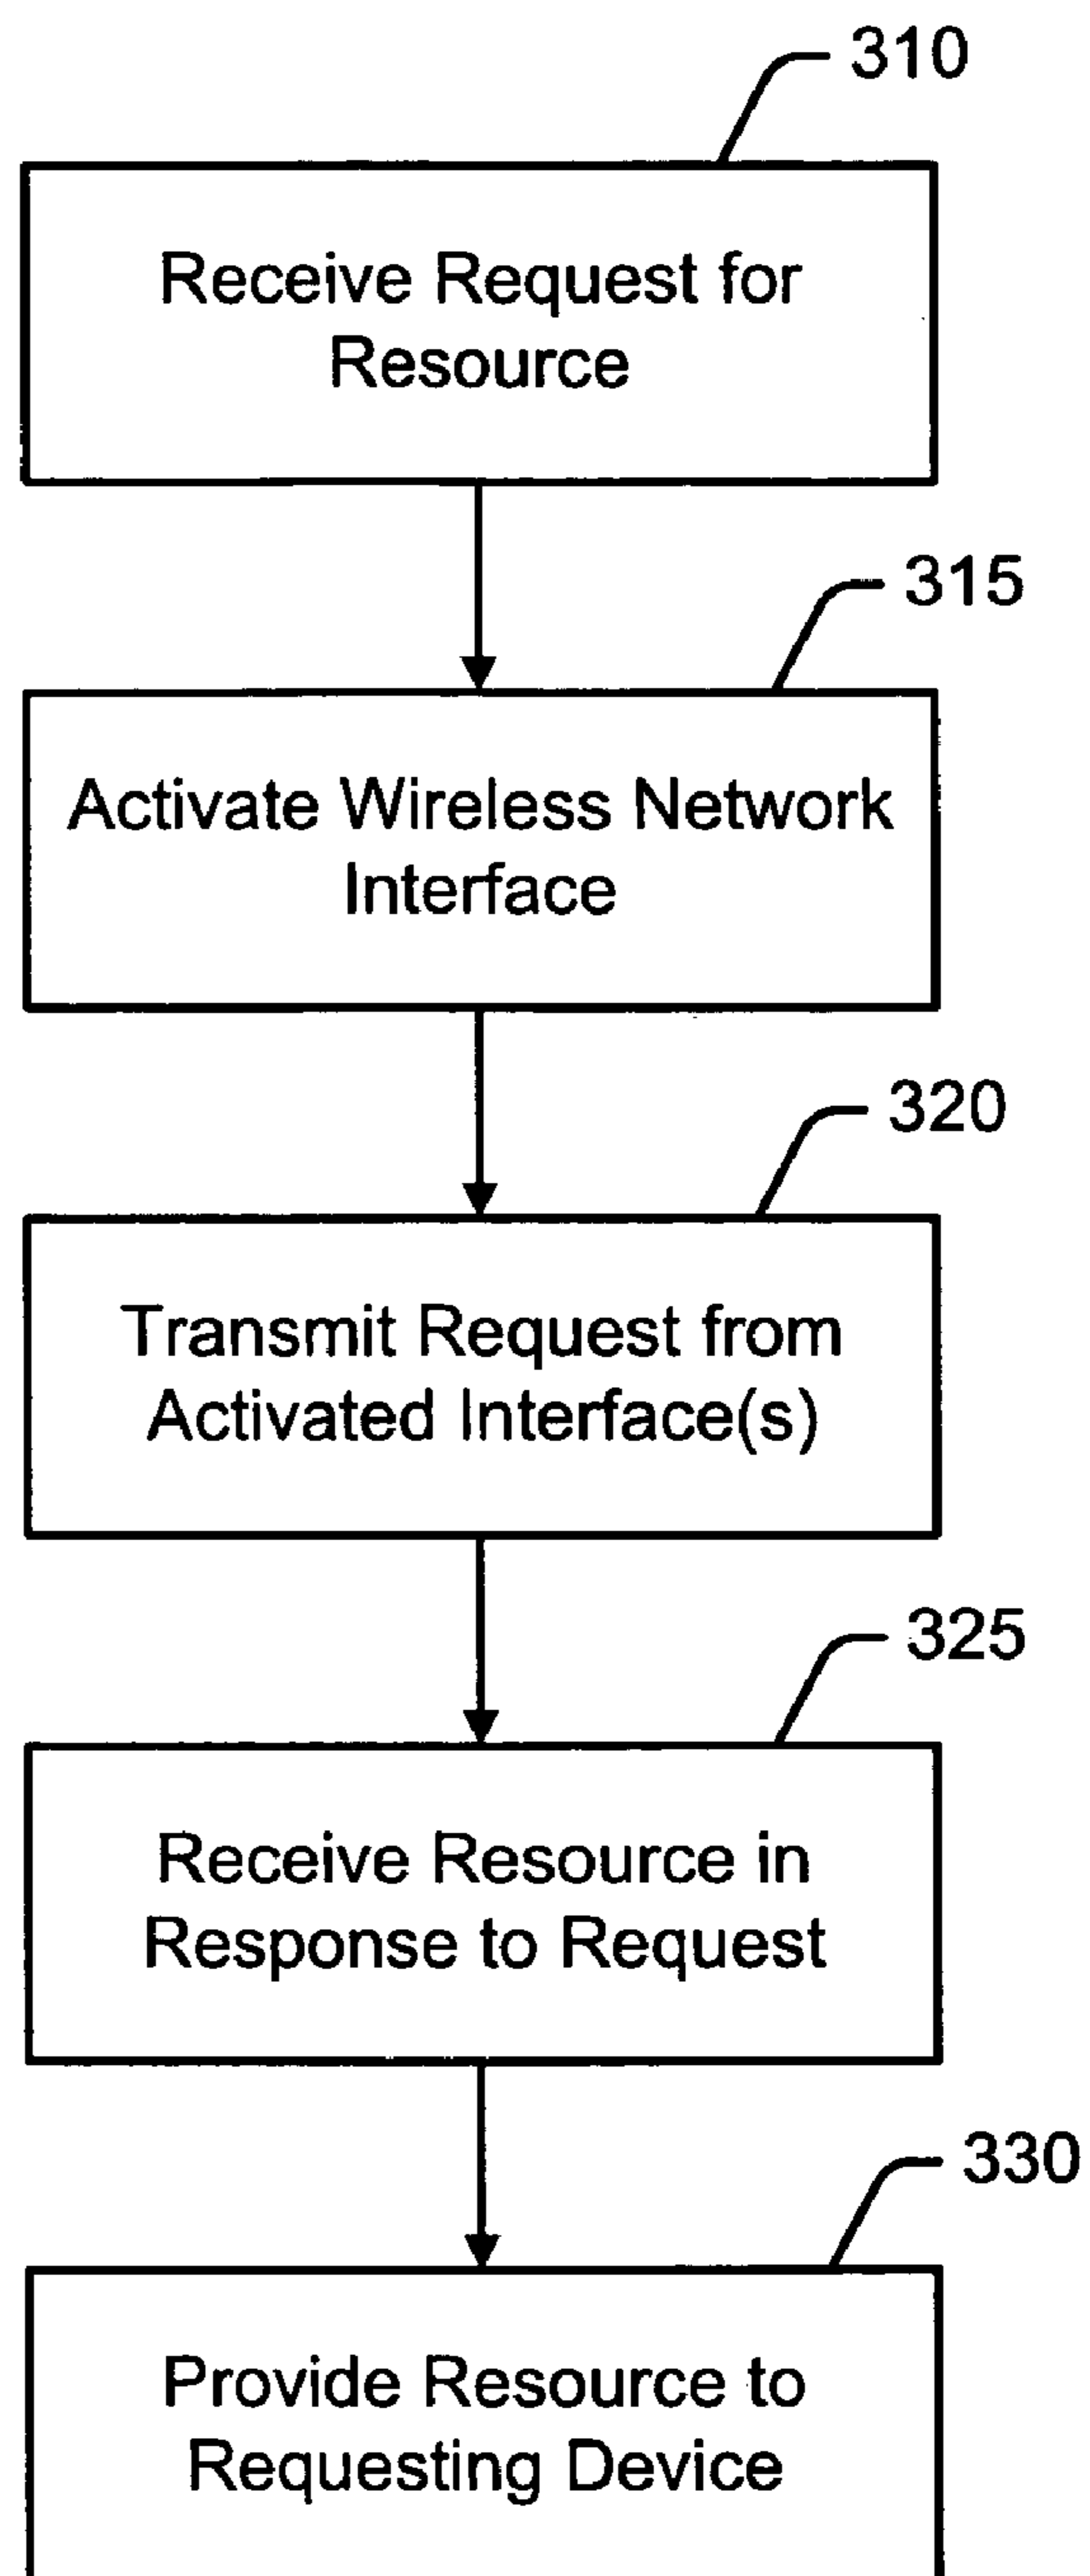 310
Receive Request for
Resource
315
Activate Wireless Network
Interface
320
Transmit Request from
Activated Interface(s)
325
Receive Resource in
Response to Request
330
Provide Resource to
Requesting Device